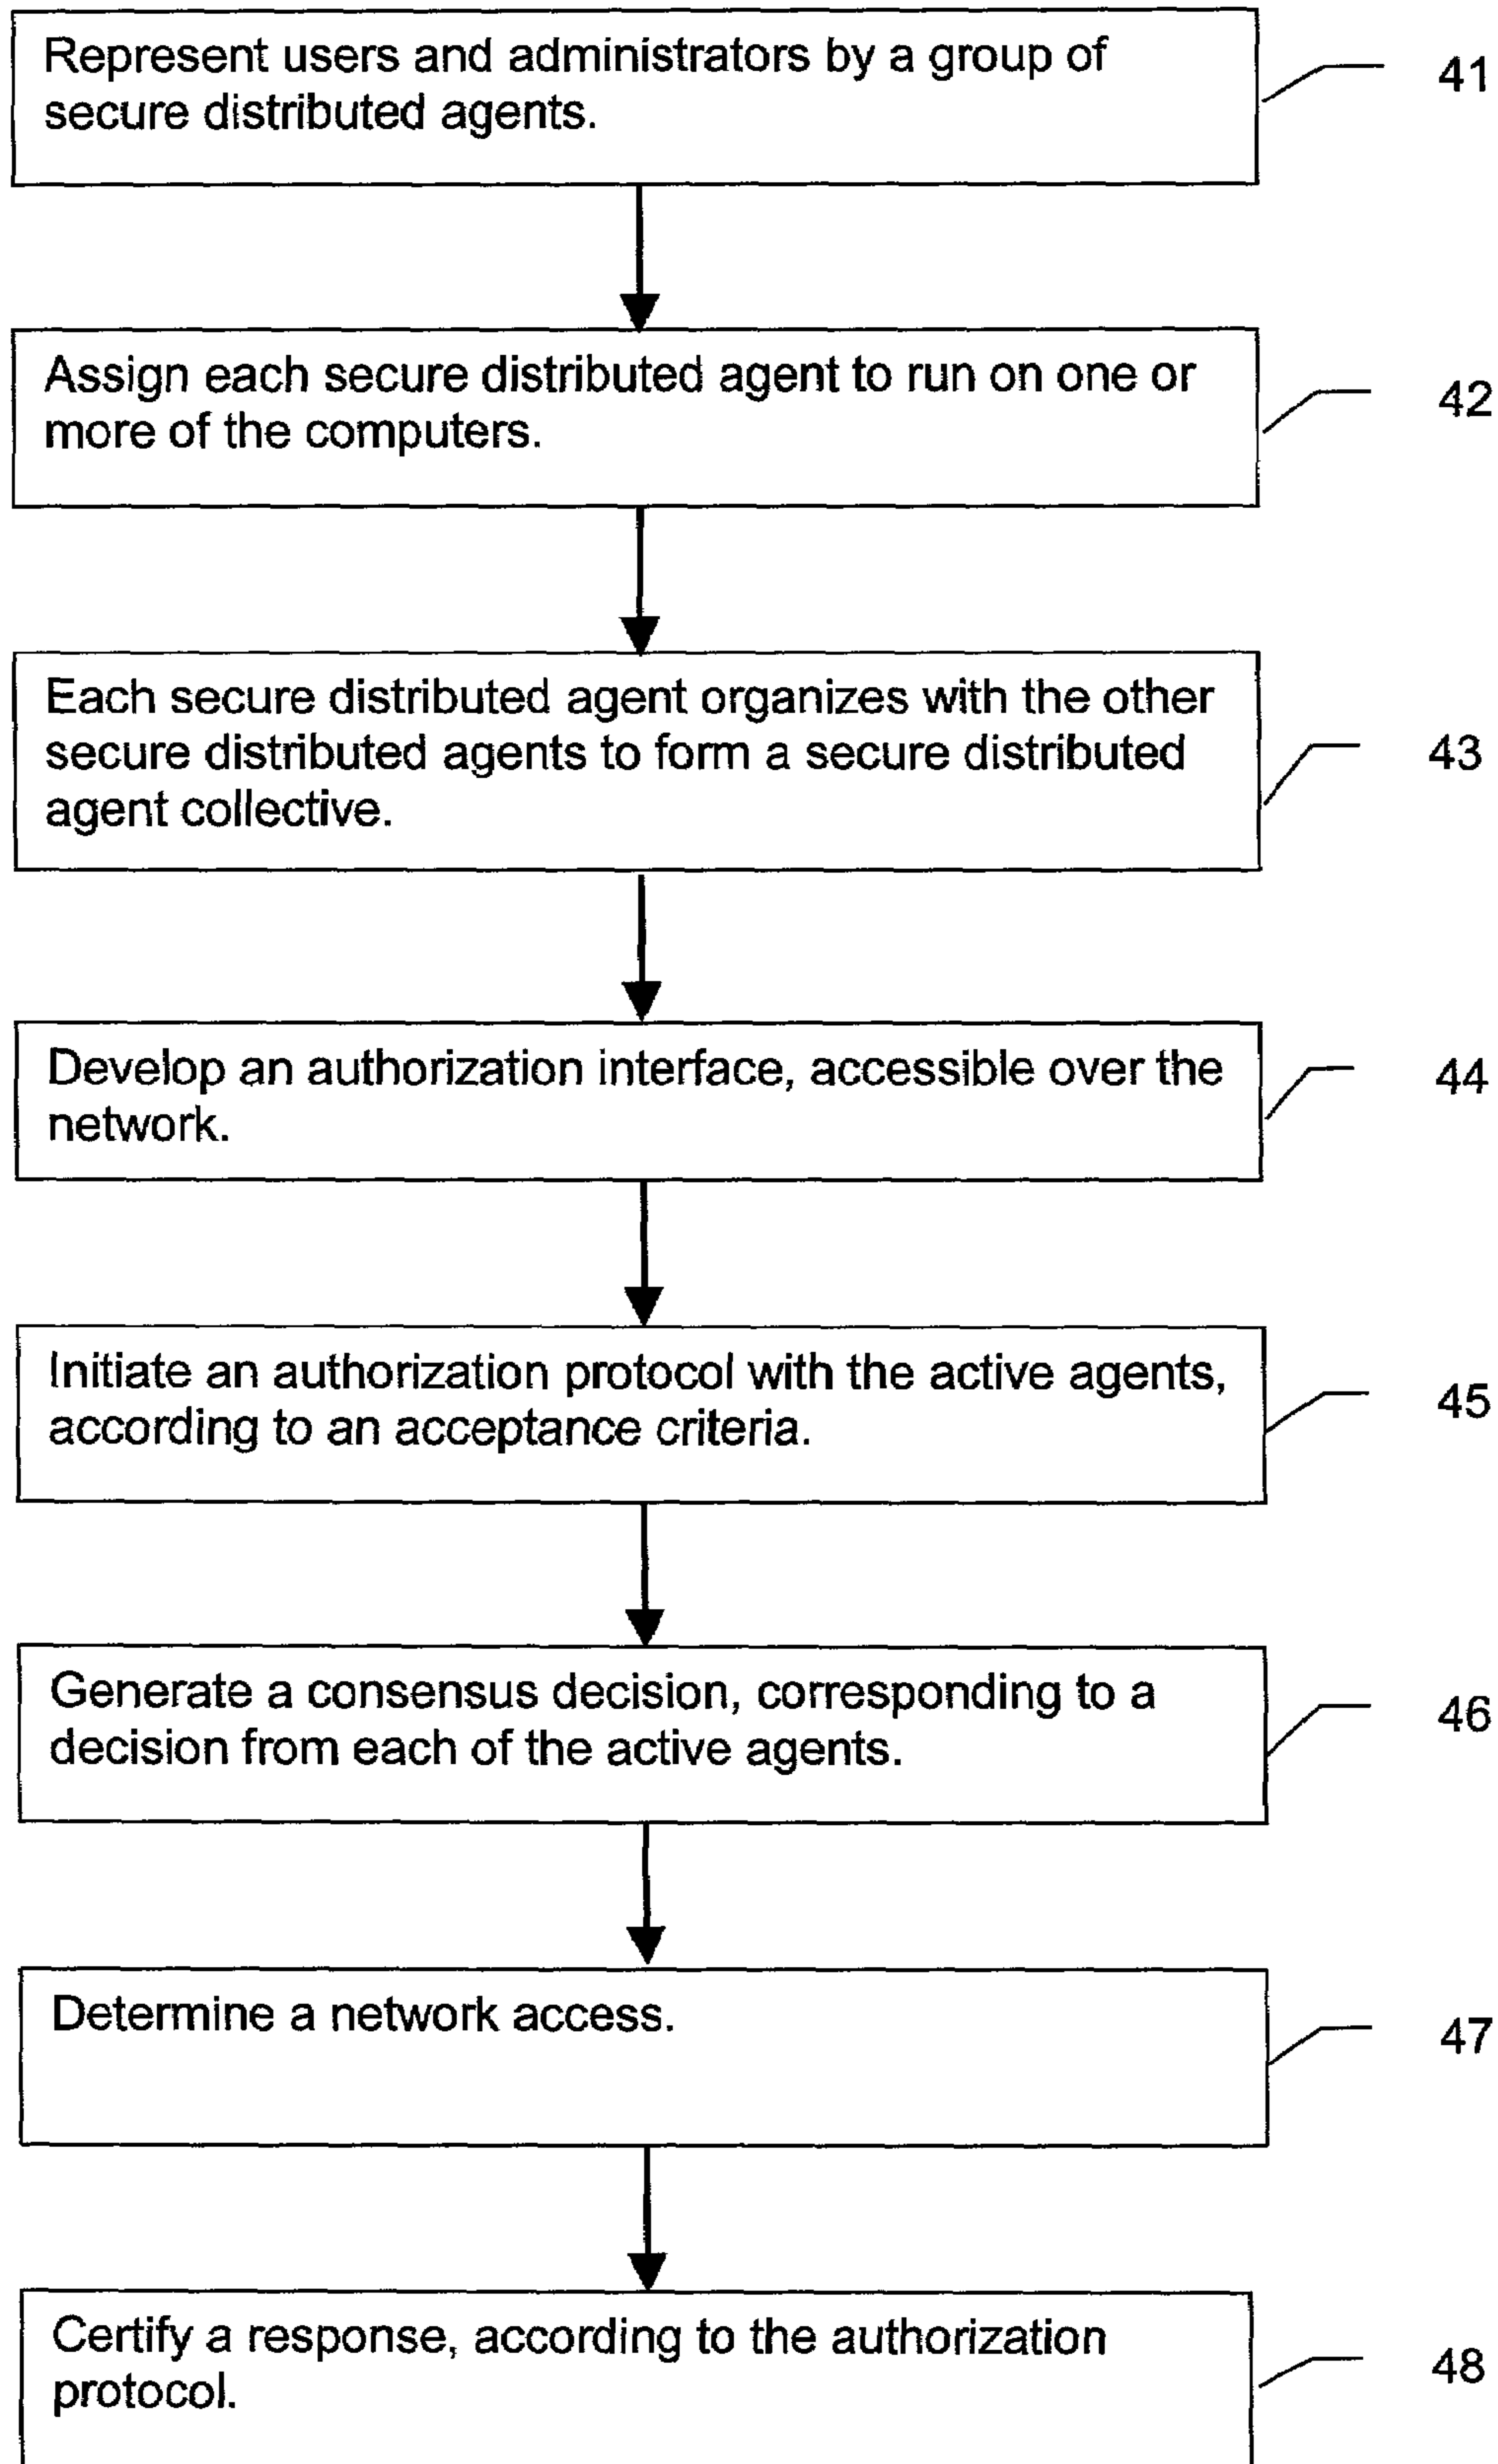 Represent users and administrators by a group of
secure distributed agents.
41
Assign each secure distributed agent to run on one or
more of the computers.
42
Each secure distributed agent organizes with the other
secure distributed agents to form a secure distributed
agent collective.
43
Develop an authorization interface, accessible over the
network.
44
Initiate an authorization protocol with the active agents,
according to an acceptance criteria.
45
Generate a consensus decision, corresponding to a
decision from each of the active agents.
46
Determine a network access.
47
Certify a response, according to the authorization
protocol.
48